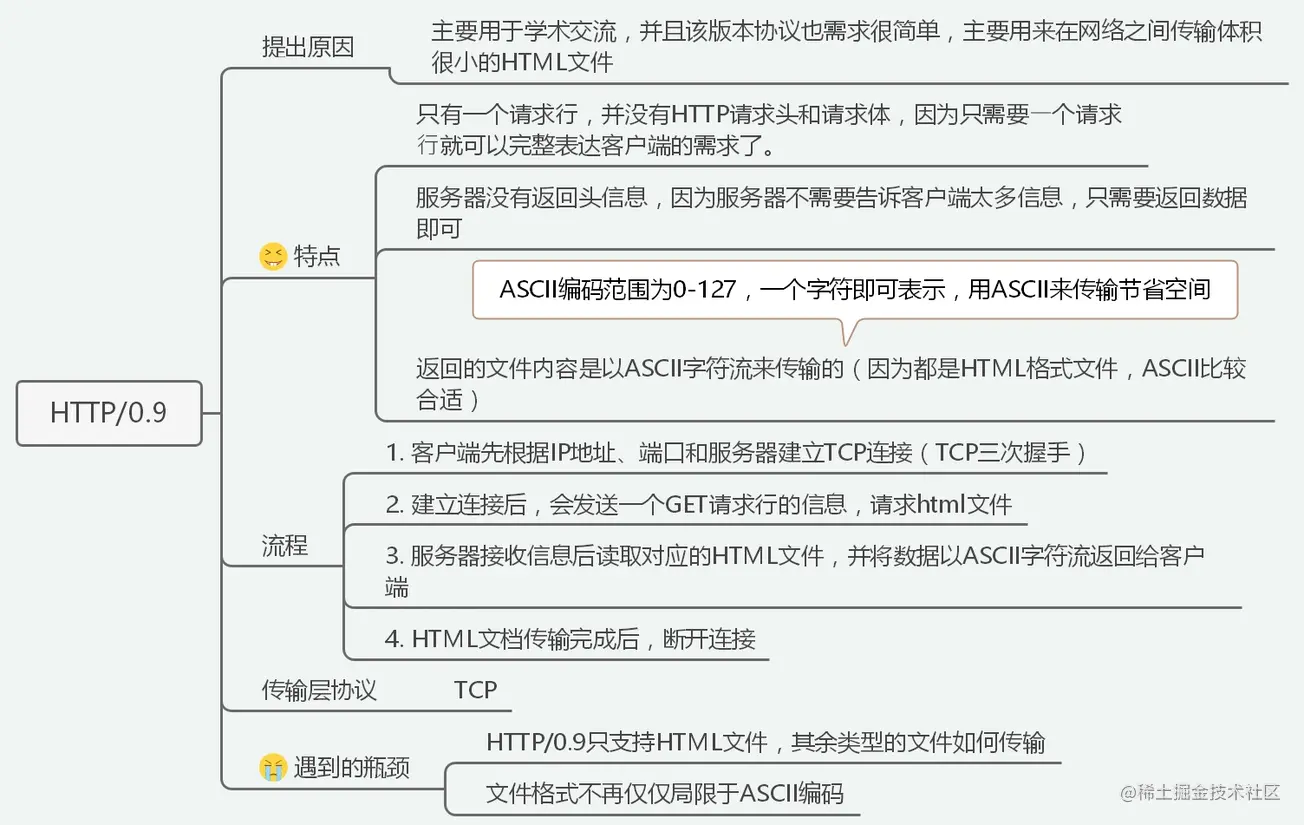 HTTP/0.9
提出原因
主要用于学术交流，并且该版本协议也需求很简单，主要用来在网络之间传输体积
很小的HTML文件
特点
只有一个请求行，并没有HTTP请求头和请求体，因为只需要一个请求
行就可以完整表达客户端的需求了。
服务器没有返回头信息，因为服务器不需要告诉客户端太多信息，只需要返回数据
即可
ASCII编码范围为0-127，一个字符即可表示，用ASCII来传输节省空间
返回的文件内容是以ASCII字符流来传输的（因为都是HTML格式文件，ASCII比较
合适）
流程
1. 客户端先根据IP地址、端口和服务器建立TCP连接（TCP三次握手）
2. 建立连接后，会发送一个GET请求行的信息，请求html文件
3. 服务器接收信息后读取对应的HTML文件，并将数据以ASCII字符流返回给客户
端
4. HTML文档传输完成后，断开连接
传输层协议
TCP
遇到的瓶颈
HTTP/0.9只支持HTML文件，其余类型的文件如何传输
文件格式不再仅仅局限于ASCII编码
@稀土掘金技术社区